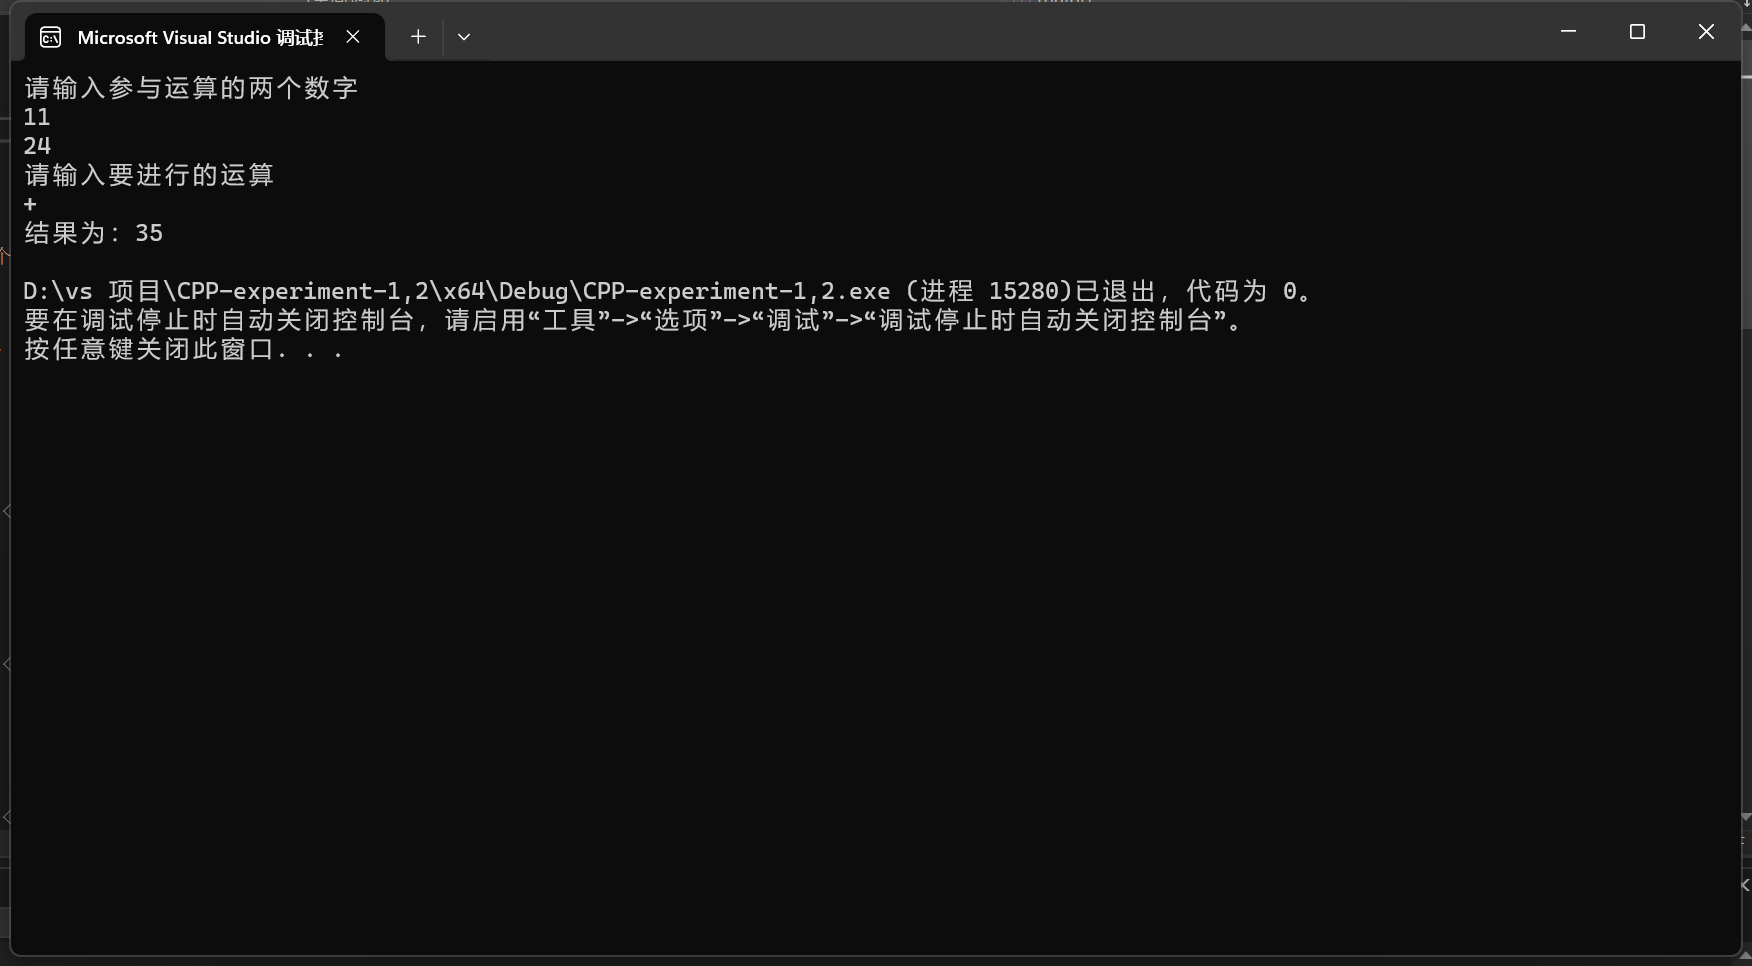 Microsoft Visual Studio 调试
请输入参与运算的两个数字
11
24
请输入要进行的运算
+
结果为：35
D:\vs 项目\CPP-experiment-1,2\x64\Debug\CPP-experiment-1,2.exe (进程 15280)已退出，代码为 0。
要在调试停止时自动关闭控制台，请启用“工具”->“选项”->“调试”->“调试停止时自动关闭控制台”。
按任意键关闭此窗口. . .